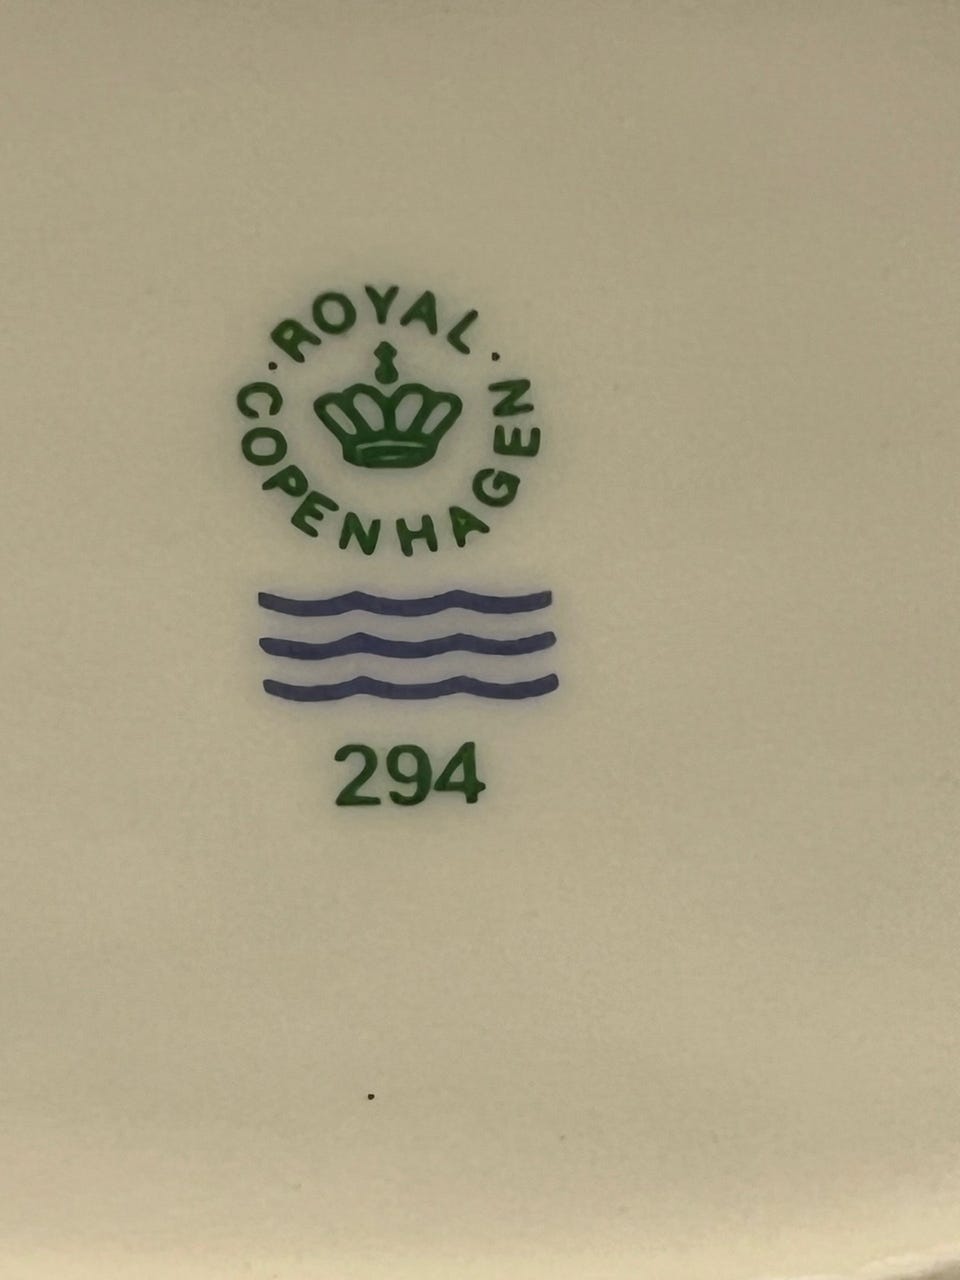 · ROYAL ·
COPENHAGEN
294